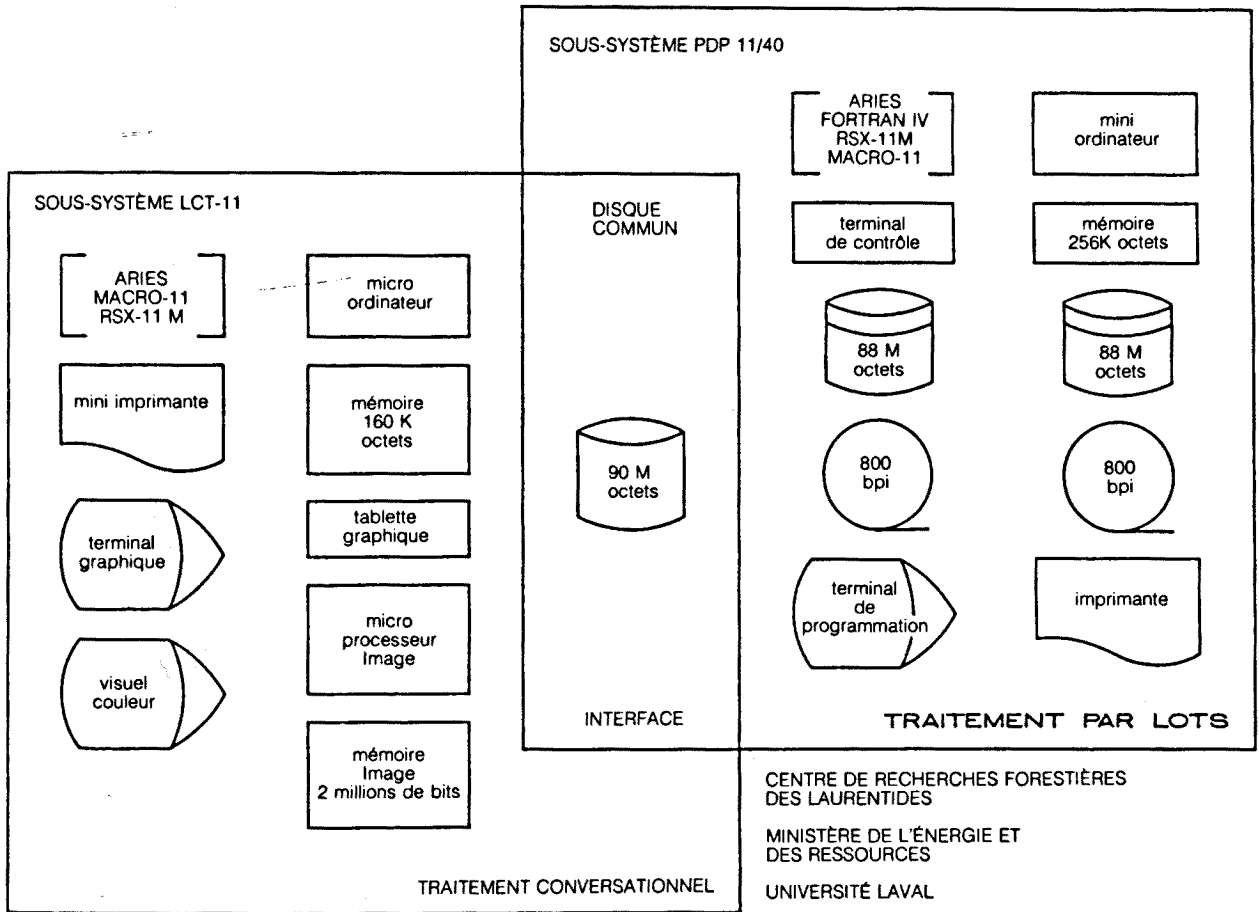 SOUS-SYSTÈME PDP 11/40
ARIES
FORTRAN IV
RSX-11M
MACRO-11
mini
ordinateur
terminal
de contrôle
mémoire
256K octets
88 M
octets
88 M
octets
800
bpi
800
bpi
terminal
de
programmation
imprimante
TRAITEMENT PAR LOTS
DISQUE
COMMUN
90 M
octets
INTERFACE
SOUS-SYSTÈME LCT-11
ARIES
MACRO-11
RSX-11 M
micro
ordinateur
mini imprimante
mémoire
160 K
octets
terminal
graphique
tablette
graphique
micro
processeur
Image
visuel
couleur
mémoire
Image
2 millions de bits
TRAITEMENT CONVERSATIONNEL
CENTRE DE RECHERCHES FORESTIÈRES
DES LAURENTIDES
MINISTÈRE DE L'ÉNERGIE ET
DES RESSOURCES
UNIVERSITÉ LAVAL